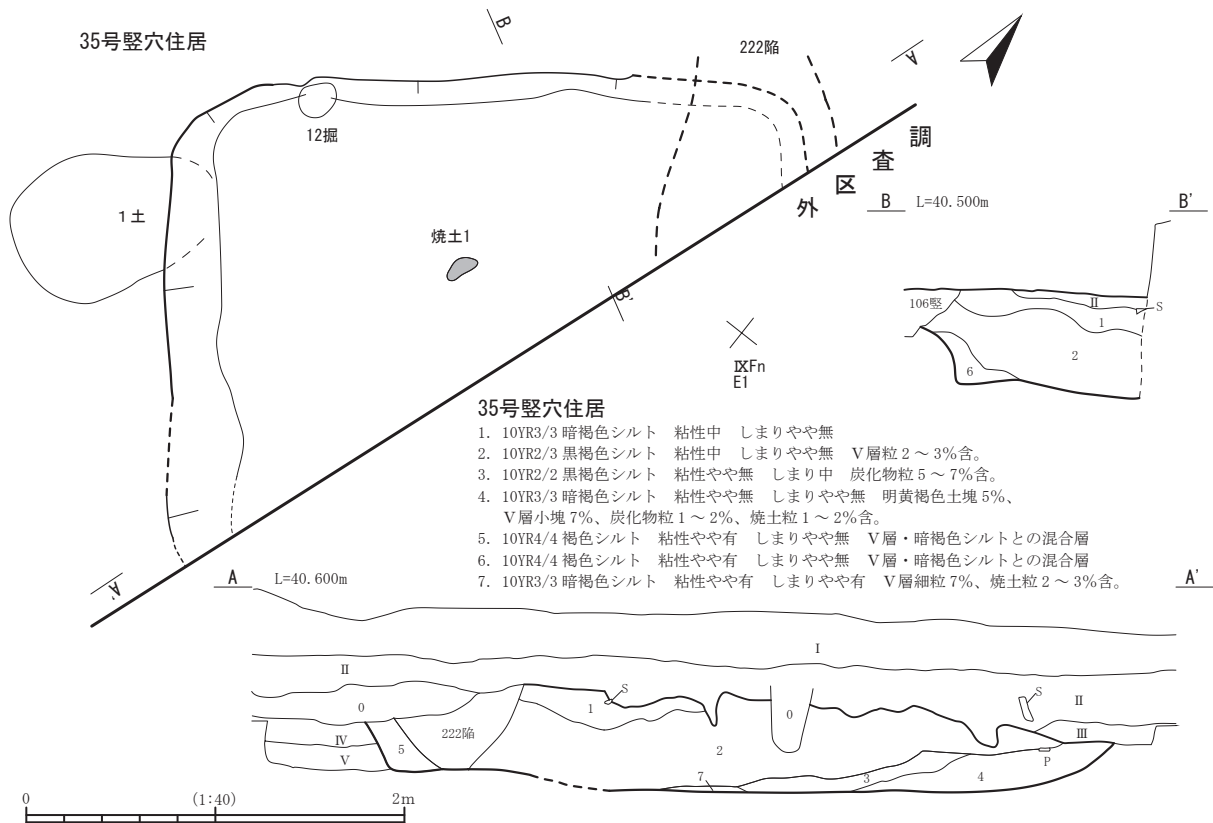 35号竪穴住居
B
222陥
A
12掘
調査区外
1土
焼土1
B'
ⅨFn
E1
A'
B L=40.500m B'
106竪
Ⅱ
S
1
2
6
35号竪穴住居
1. 10YR3/3 暗褐色シルト 粘性中 しまりやや無
2. 10YR2/3 黒褐色シルト 粘性中 しまりやや無 Ⅴ層粒 2 ~ 3%含。
3. 10YR2/2 黒褐色シルト 粘性やや無 しまり中 炭化物粒 5 ~ 7%含。
4. 10YR3/3 暗褐色シルト 粘性やや無 しまりやや無 明黄褐色土塊 5%、
Ⅴ層小塊 7%、炭化物粒 1 ~ 2%、焼土粒 1 ~ 2%含。
5. 10YR4/4 褐色シルト 粘性やや有 しまりやや無 Ⅴ層・暗褐色シルトとの混合層
6. 10YR4/4 褐色シルト 粘性やや有 しまりやや無 Ⅴ層・暗褐色シルトとの混合層
7. 10YR3/3 暗褐色シルト 粘性やや有 しまりやや有 Ⅴ層細粒 7%、焼土粒 2 ~ 3%含。
A L=40.600m A'
Ⅰ
Ⅱ
S
S
Ⅱ
0
1
0
Ⅲ
222陥
Ⅳ
5
2
Ⅴ
P
7
3
4
0 (1:40) 2m